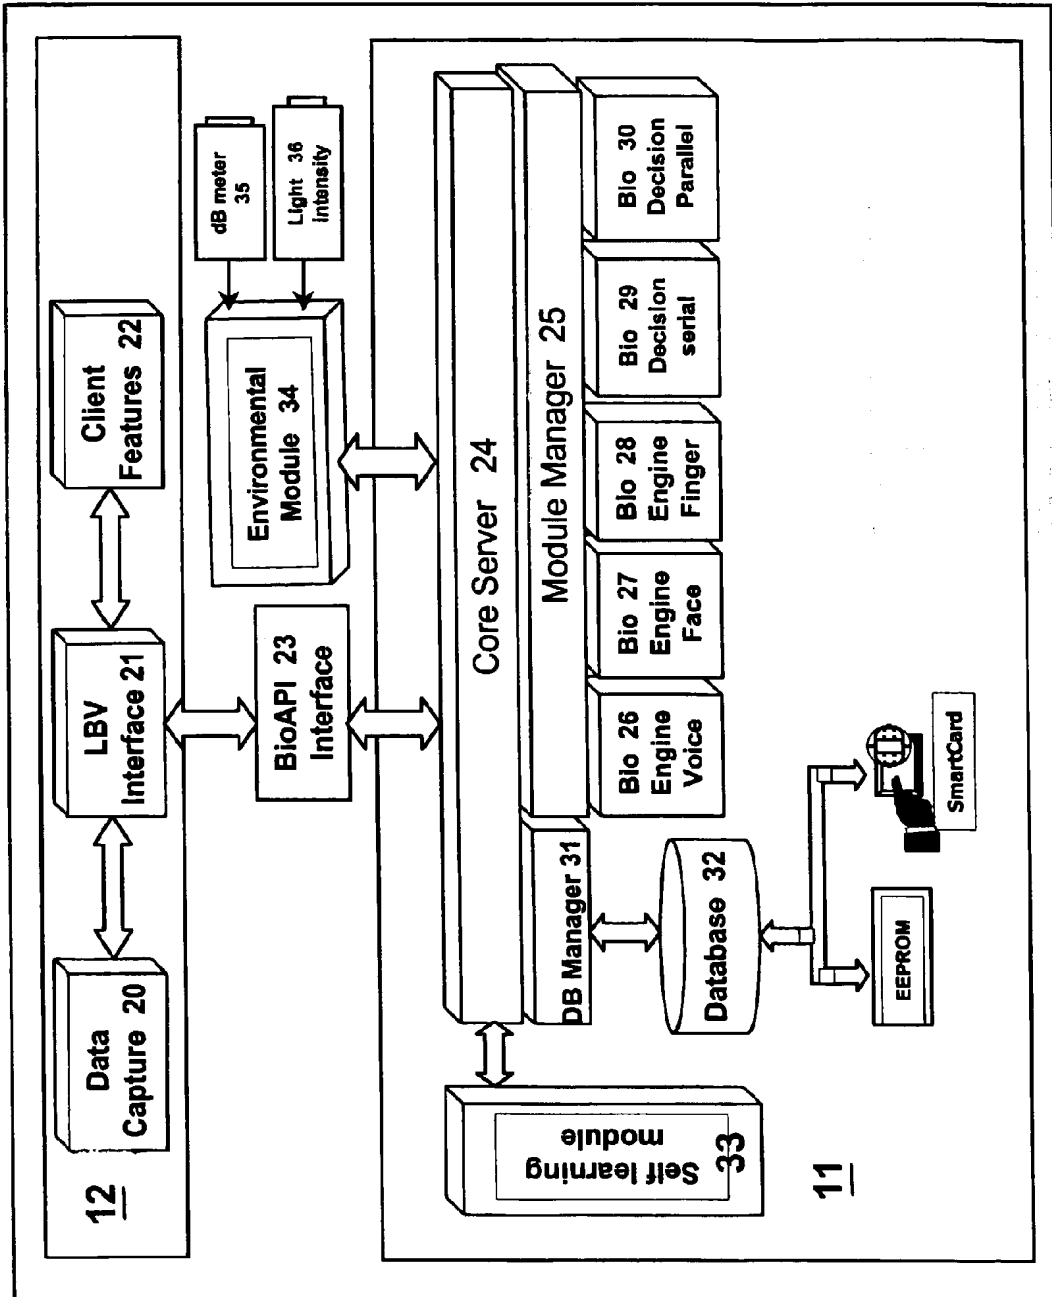 12
Data
Capture 20
LBV
Interface 21
Client
Features 22
BioAPI 23
Interface
Environmental
Module 34
dB meter
35
Light 36
intensity
Core Server 24
Module Manager 25
DB Manager 31
Bio 26
Engine
Voice
Bio 27
Engine
Face
Bio 28
Engine
Finger
Bio 29
Decision
serial
Bio 30
Decision
Parallel
Self learning
module
33
Database 32
EEPROM
SmartCard
11